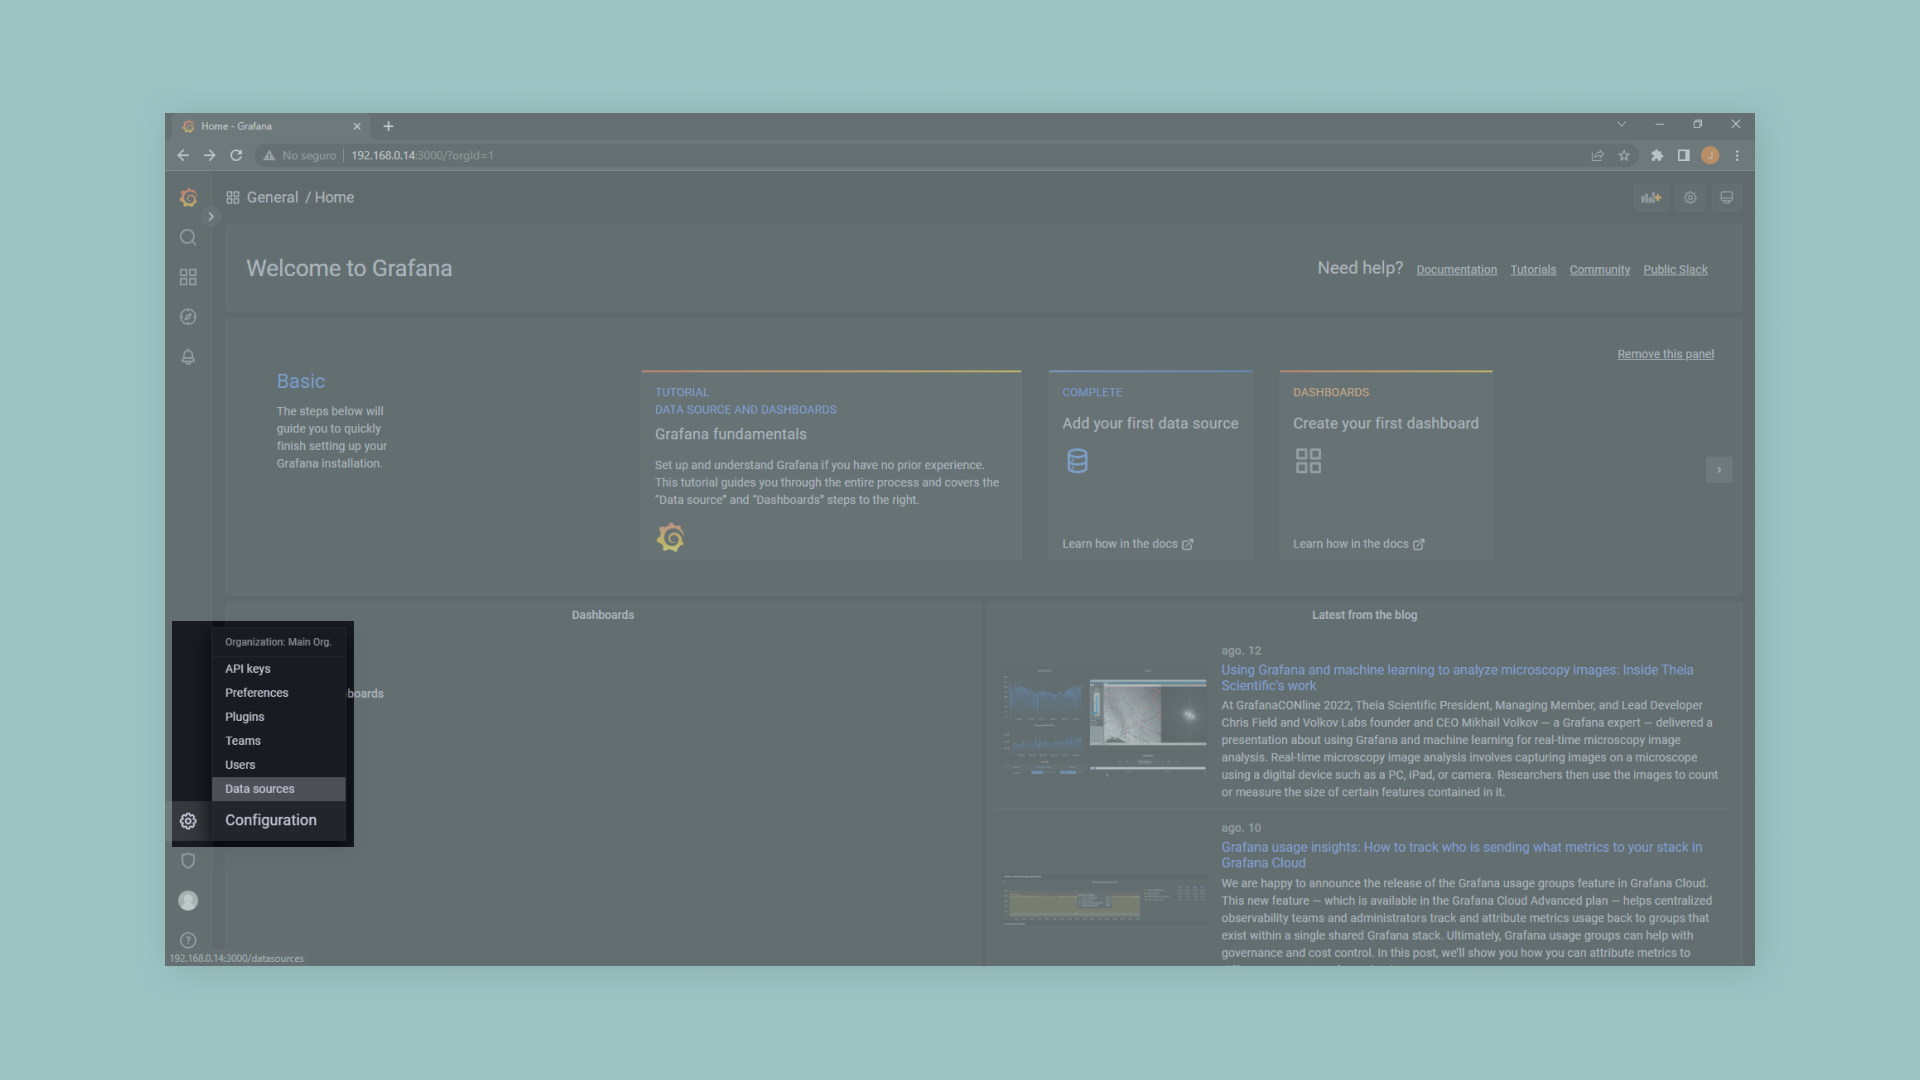 Home - Grafana
No seguro
192.168.0.14:3000/?orgId=1
J
General / Home
Welcome to Grafana
Need help?
Documentation
Tutorials
Community
Public Slack
Remove this panel
Basic
The steps below will
guide you to quickly
finish setting up your
Grafana installation.
TUTORIAL
DATA SOURCE AND DASHBOARDS
Grafana fundamentals
Set up and understand Grafana if you have no prior experience.
This tutorial guides you through the entire process and covers the
"Data source" and "Dashboards" steps to the right.
COMPLETE
Add your first data source
Learn how in the docs
DASHBOARDS
Create your first dashboard
Learn how in the docs
Dashboards
boards
Organization: Main Org.
API keys
Preferences
Plugins
Teams
Users
Data sources
Configuration
192.168.0.14:3000/datasources
Latest from the blog
ago. 12
Using Grafana and machine learning to analyze microscopy images: Inside Theia
Scientific's work
At GrafanaCONline 2022, Theia Scientific President, Managing Member, and Lead Developer
Chris Field and Volkov Labs founder and CEO Mikhail Volkov — a Grafana expert — delivered a
presentation about using Grafana and machine learning for real-time microscopy image
analysis. Real-time microscopy image analysis involves capturing images on a microscope
using a digital device such as a PC, iPad, or camera. Researchers then use the images to count
or measure the size of certain features contained in it.
ago. 10
Grafana usage insights: How to track who is sending what metrics to your stack in
Grafana Cloud
We are happy to announce the release of the Grafana usage groups feature in Grafana Cloud.
This new feature — which is available in the Grafana Cloud Advanced plan — helps centralized
observability teams and administrators track and attribute metrics usage back to groups that
exist within a single shared Grafana stack. Ultimately, Grafana usage groups can help with
governance and cost control. In this post, we'll show you how you can attribute metrics to